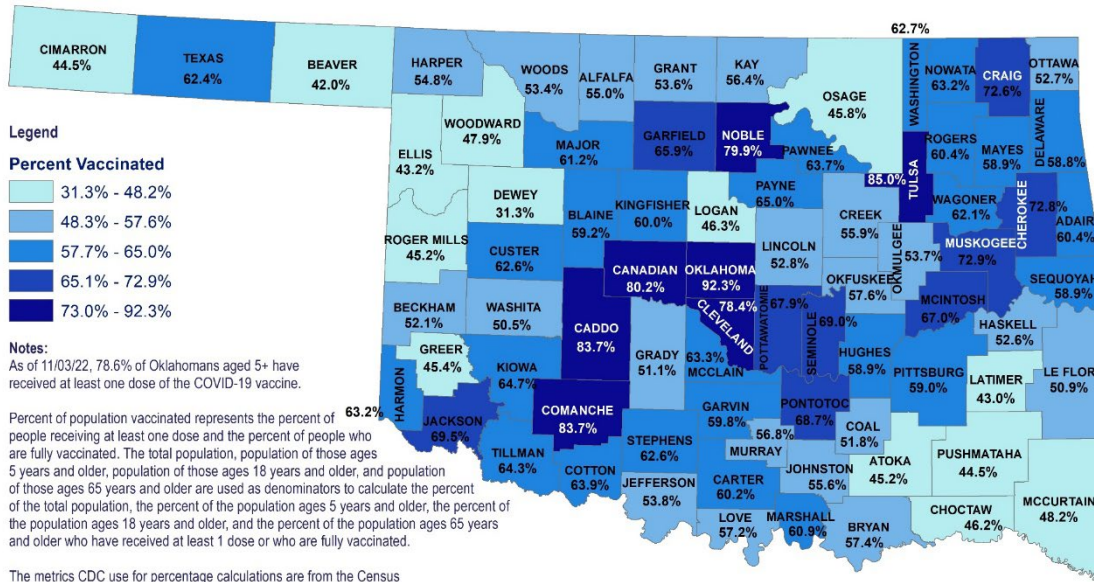 62.7%
CIMARRON
44.5%
TEXAS
62.4%
BEAVER
42.0%
HARPER
54.8%
WOODS
53.4%
ALFALFA
55.0%
GRANT
53.6%
KAY
56.4%
OSAGE
45.8%
WASHINGTON
NOWATA
63.2%
CRAIG
72.6%
OTTAWA
52.7%
Legend
Percent Vaccinated
31.3% - 48.2%
48.3% - 57.6%
57.7% - 65.0%
65.1% - 72.9%
73.0% - 92.3%
ELLIS
43.2%
WOODWARD
47.9%
MAJOR
61.2%
GARFIELD
65.9%
NOBLE
79.9%
PAWNEE
63.7%
85.0%
TULSA
ROGERS
60.4%
MAYES
58.9%
DELAWARE
58.8%
DEWEY
31.3%
BLAINE
59.2%
KINGFISHER
60.0%
LOGAN
46.3%
PAYNE
65.0%
CREEK
55.9%
WAGONER
62.1%
CHEROKEE
72.8%
ADAIR
60.4%
ROGER MILLS
45.2%
CUSTER
62.6%
CANADIAN
80.2%
OKLAHOMA
92.3%
LINCOLN
52.8%
OKMULGEE
53.7%
MUSKOGEE
72.9%
OKFUSKEE
57.6%
SEQUOYAH
58.9%
BECKHAM
52.1%
WASHITA
50.5%
CADDO
83.7%
78.4%
CLEVELAND
POTTAWATOMIE
67.9%
SEMINOLE
69.0%
MCINTOSH
67.0%
HASKELL
52.6%
Notes:
As of 11/03/22, 78.6% of Oklahomans aged 5+ have
received at least one dose of the COVID-19 vaccine.
GREER
45.4%
KIOWA
64.7%
GRADY
51.1%
63.3%
MCCLAIN
HUGHES
58.9%
PITTSBURG
59.0%
LATIMER
43.0%
LE FLOR
50.9%
63.2%
HARMON
JACKSON
69.5%
COMANCHE
83.7%
GARVIN
59.8%
PONTOTOC
68.7%
COAL
51.8%
Percent of population vaccinated represents the percent of
people receiving at least one dose and the percent of people who
are fully vaccinated. The total population, population of those ages
5 years and older, population of those ages 18 years and older, and population
of those ages 65 years and older are used as denominators to calculate the percent
of the total population, the percent of the population ages 5 years and older, the percent of
the population ages 18 years and older, and the percent of the population ages 65 years
and older who have received at least 1 dose or who are fully vaccinated.
TILLMAN
64.3%
COTTON
63.9%
STEPHENS
62.6%
56.8%
MURRAY
JOHNSTON
55.6%
ATOKA
45.2%
PUSHMATAHA
44.5%
MCCURTAIN
48.2%
JEFFERSON
53.8%
CARTER
60.2%
LOVE
57.2%
MARSHALL
60.9%
BRYAN
57.4%
CHOCTAW
46.2%
The metrics CDC use for percentage calculations are from the Census